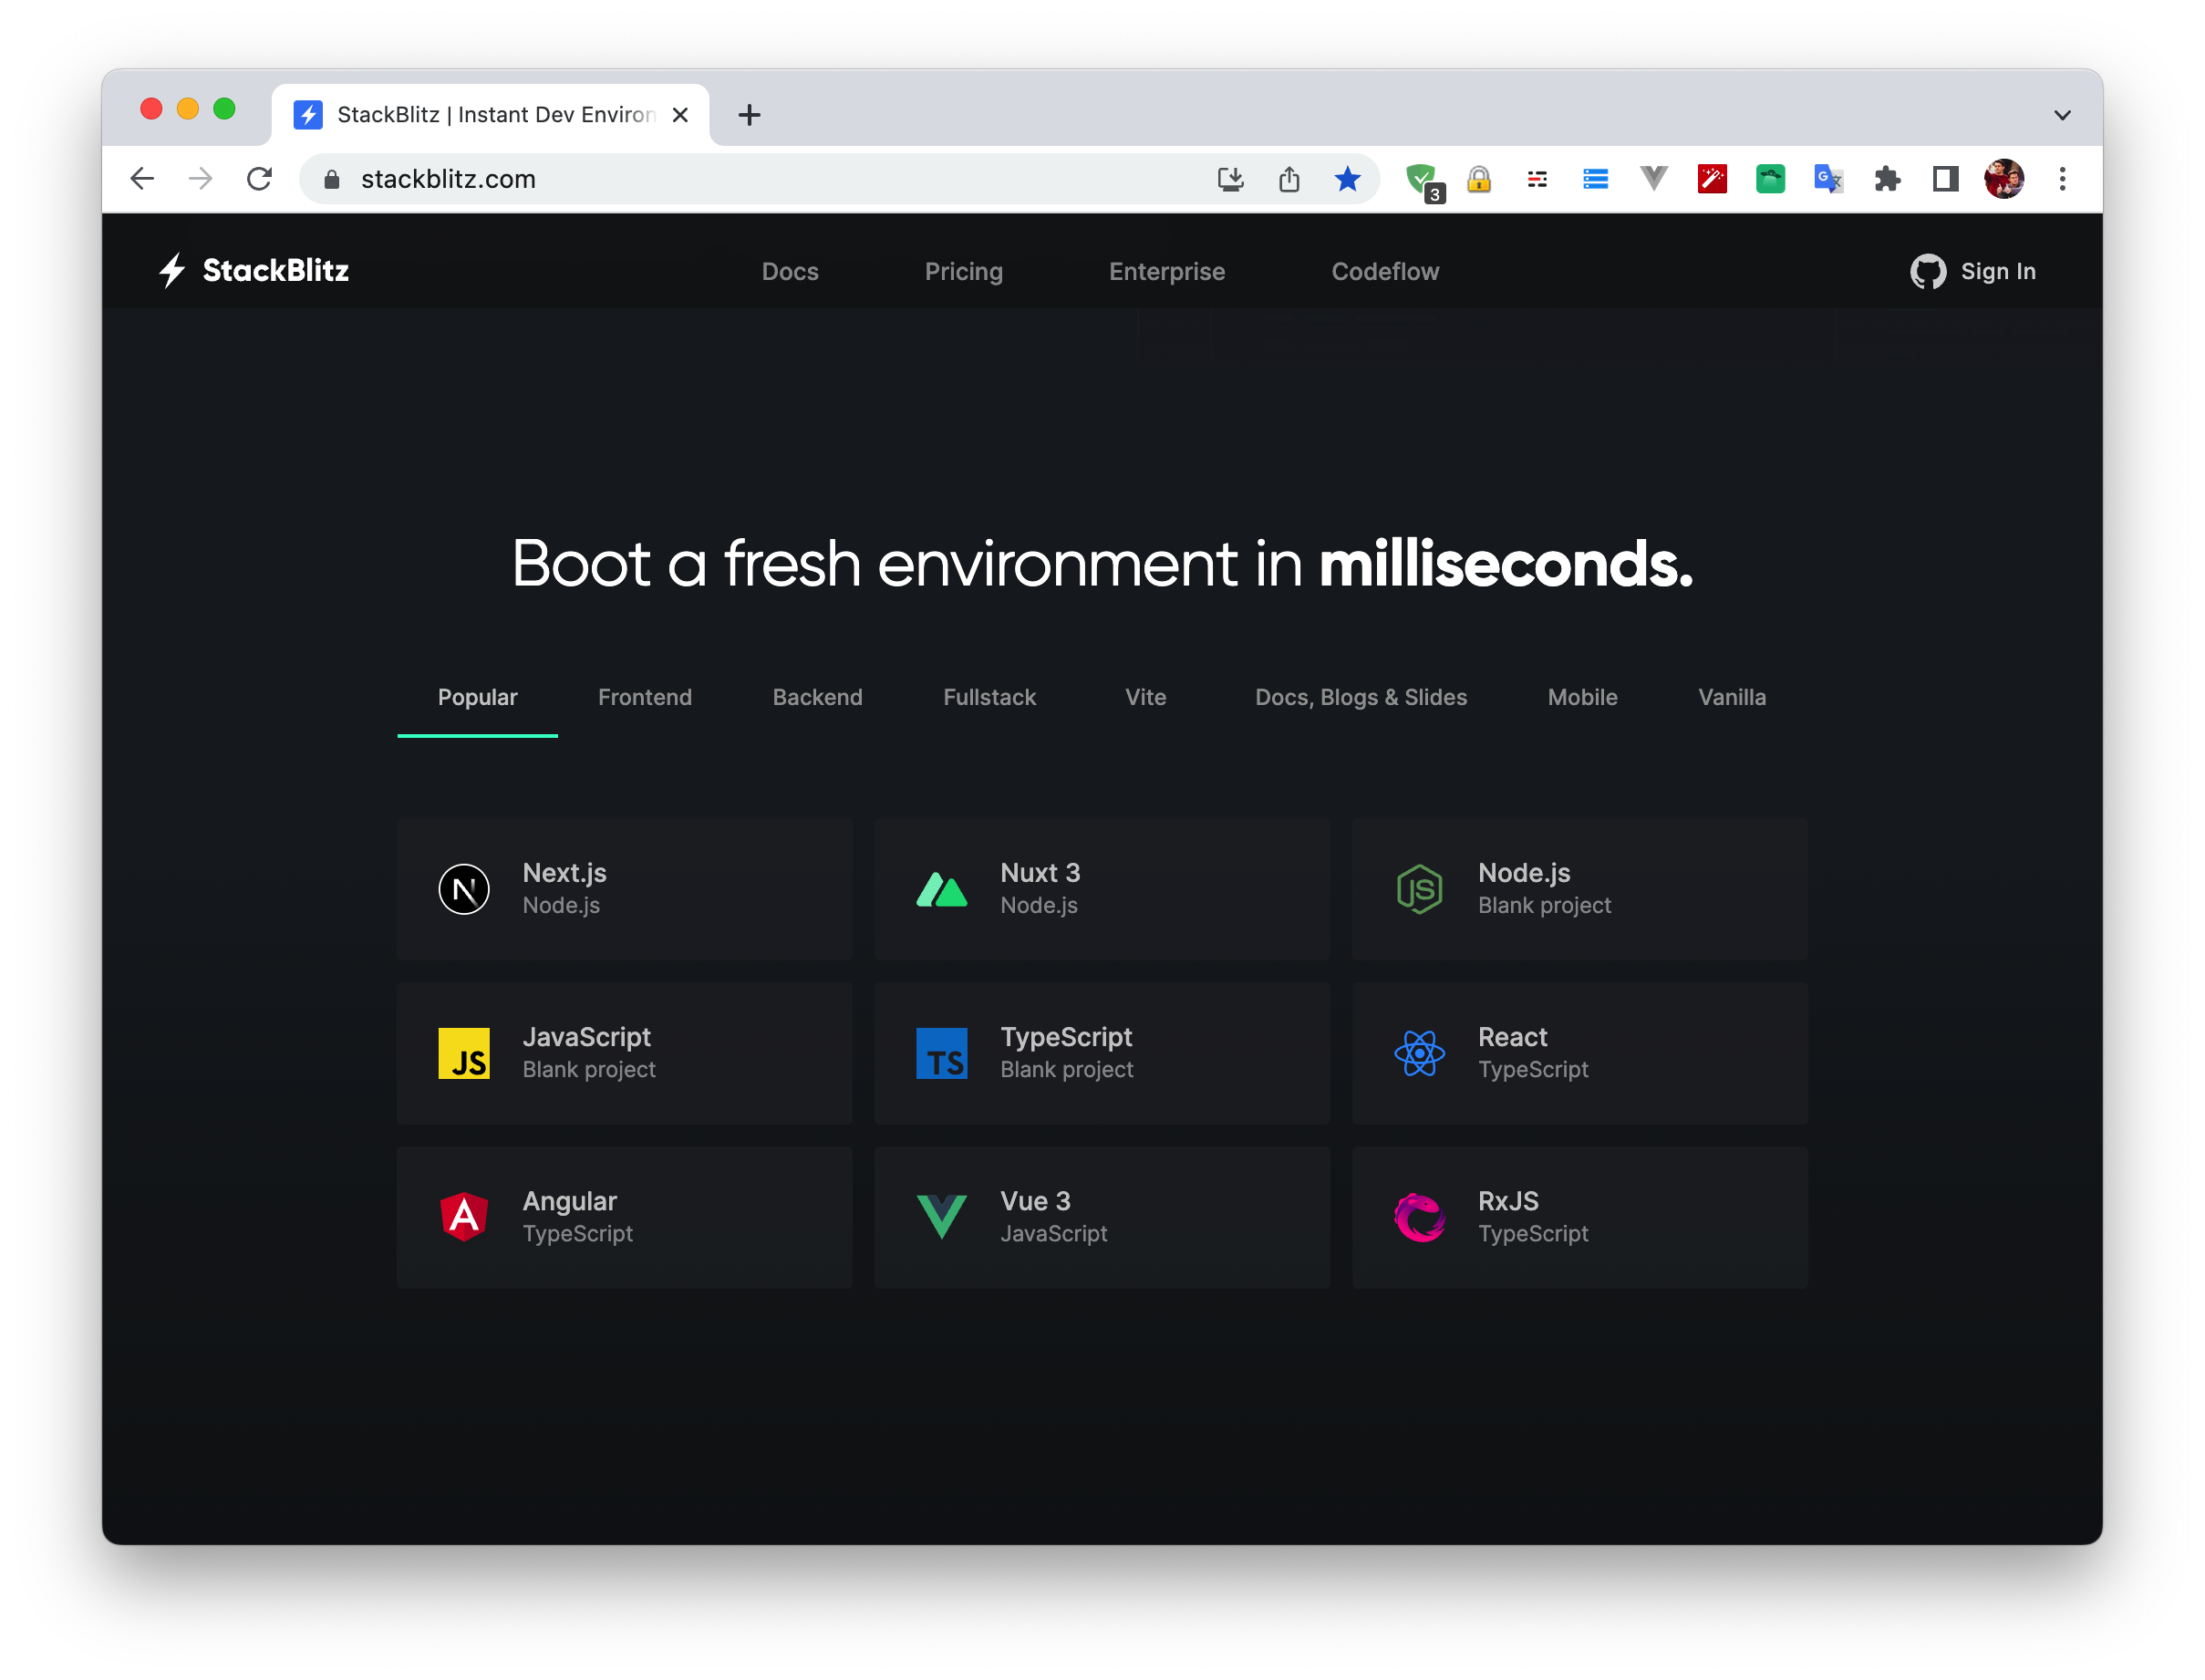 StackBlitz | Instant Dev Environ
stackblitz.com
3
StackBlitz
Docs
Pricing
Enterprise
Codeflow
Sign In
Boot a fresh environment in milliseconds.
Popular
Frontend
Backend
Fullstack
Vite
Docs, Blogs & Slides
Mobile
Vanilla
N
Next.js
Node.js
Nuxt 3
Node.js
JS
Node.js
Blank project
JS
JavaScript
Blank project
TS
TypeScript
Blank project
React
TypeScript
A
Angular
TypeScript
Vue 3
JavaScript
RxJS
TypeScript